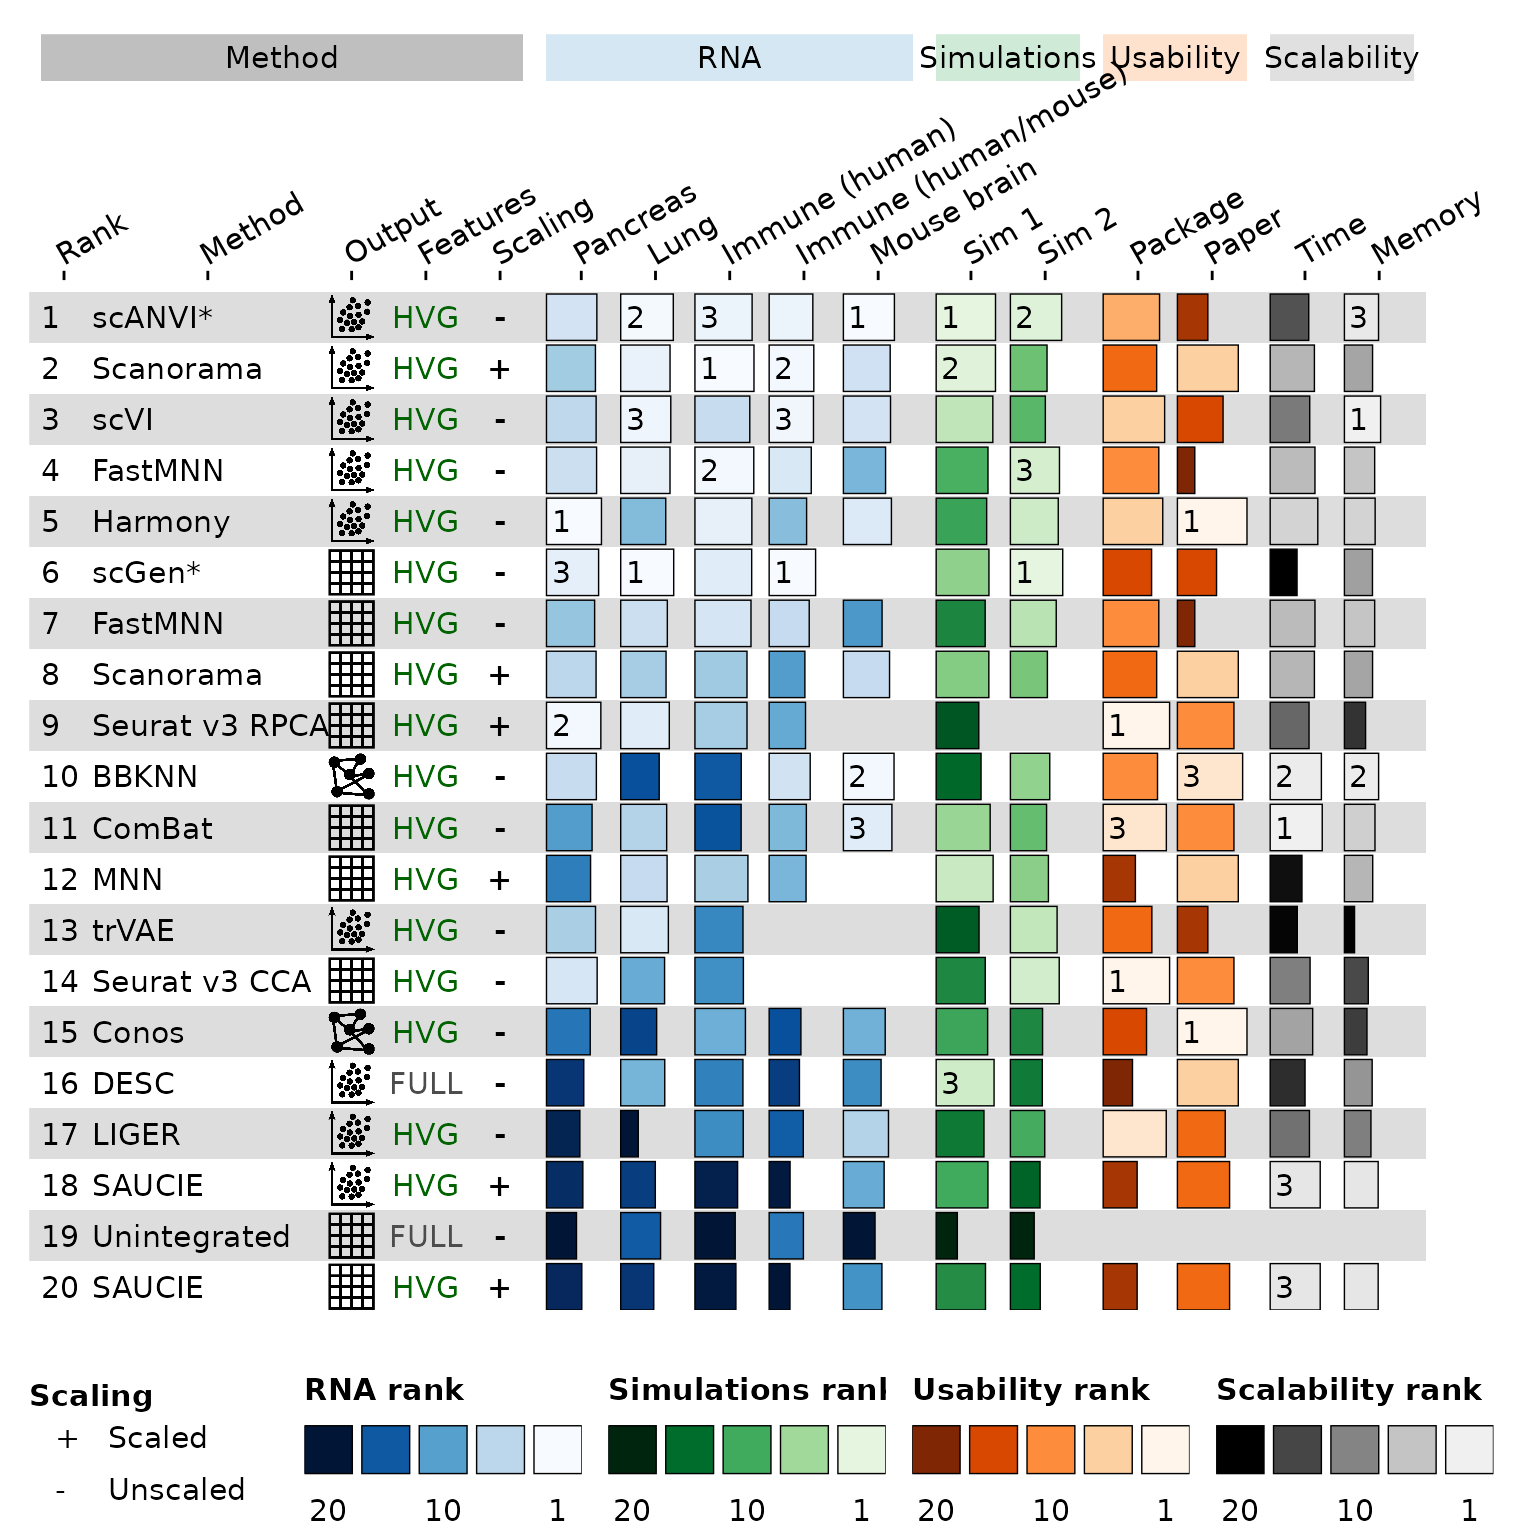 Method RNA Simulations Usability Scalability
Rank Method Output Features Scaling Pancreas Lung Immune (human) Immune (human/mouse) Mouse brain Sim 1 Sim 2 Package Paper Time Memory
1 scANVI* HVG - 2 3 1 1 2 3
2 Scanorama HVG + 1 2 2
3 scVI HVG - 3 3 1
4 FastMNN HVG - 2 3
5 Harmony HVG - 1 1
6 scGen* HVG - 3 1 1 1
7 FastMNN HVG -
8 Scanorama HVG +
9 Seurat v3 RPCA HVG + 2 1
10 BBKNN HVG - 2 3 2 2
11 ComBat HVG - 3 3 1
12 MNN HVG +
13 trVAE HVG -
14 Seurat v3 CCA HVG - 1
15 Conos HVG - 1
16 DESC FULL - 3
17 LIGER HVG -
18 SAUCIE HVG + 3
19 Unintegrated FULL -
20 SAUCIE HVG + 3
Scaling RNA rank Simulations rank Usability rank Scalability rank
+ Scaled
- Unscaled
20 10 1 20 10 1 20 10 1 20 10 1